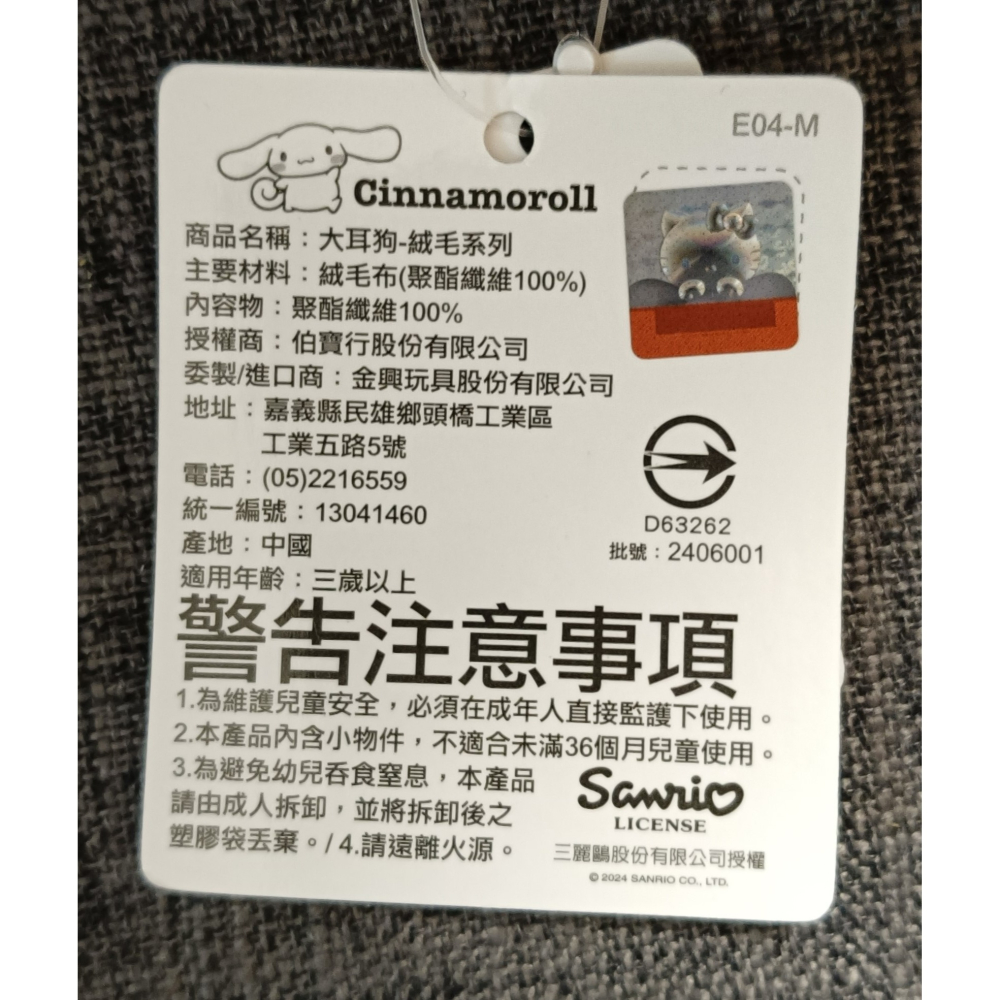 E04-M
Cinnamoroll
商品名稱：大耳狗-絨毛系列
主要材料：絨毛布(聚酯纖維100%)
內容物：聚酯纖維100%
授權商：伯寶行股份有限公司
委製/進口商：金興玩具股份有限公司
地址：嘉義縣民雄鄉頭橋工業區
工業五路5號
電話：(05)2216559
統一編號：13041460
產地：中國
適用年齡：三歲以上
D63262
批號：2406001
警告注意事項
1.為維護兒童安全，必須在成年人直接監護下使用。
2.本產品內含小物件，不適合未滿36個月兒童使用。
3.為避免幼兒吞食窒息，本產品
請由成人拆卸，並將拆卸後之
塑膠袋丟棄。/ 4.請遠離火源。
Sanrio
LICENSE
三麗鷗股份有限公司授權
© 2024 SANRIO CO., LTD.